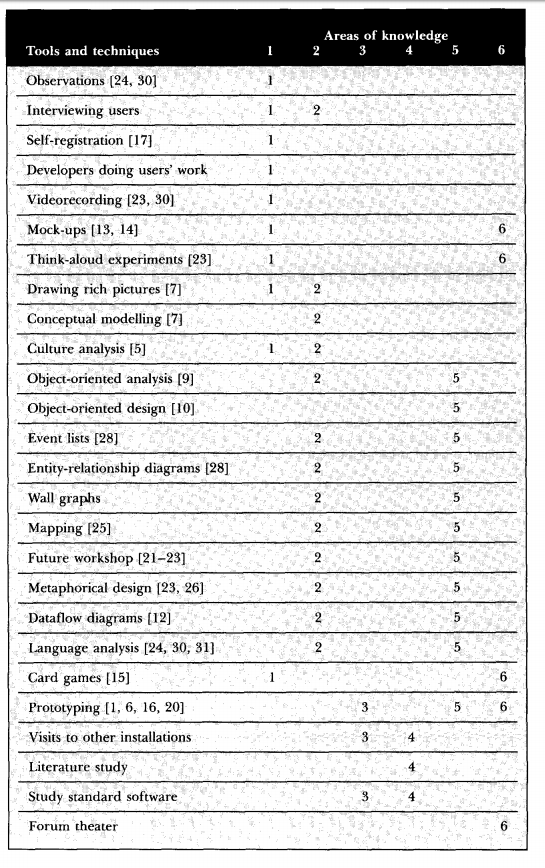 Areas of knowledge
Tools and techniques 1 2 3 4 5 6
Observations [24, 30] 1
Interviewing users 1 2
Self-registration [17] 1
Developers doing users' work 1
Videorecording [23, 30] 1
Mock-ups [13, 14] 1 6
Think-aloud experiments [23] 1 6
Drawing rich pictures [7] 1 2
Conceptual modelling [7] 2
Culture analysis [5] 1 2
Object-oriented analysis [9] 2 5
Object-oriented design [10] 5
Event lists [28] 2 5
Entity-relationship diagrams [28] 2 5
Wall graphs 2 5
Mapping [25] 2 5
Future workshop [21–23] 2 5
Metaphorical design [23, 26] 2 5
Dataflow diagrams [12] 2 5
Language analysis [24, 30, 31] 2 5
Card games [15] 1 6
Prototyping [1, 6, 16, 20] 3 5 6
Visits to other installations 3 4
Literature study 4
Study standard software 3 4
Forum theater 6